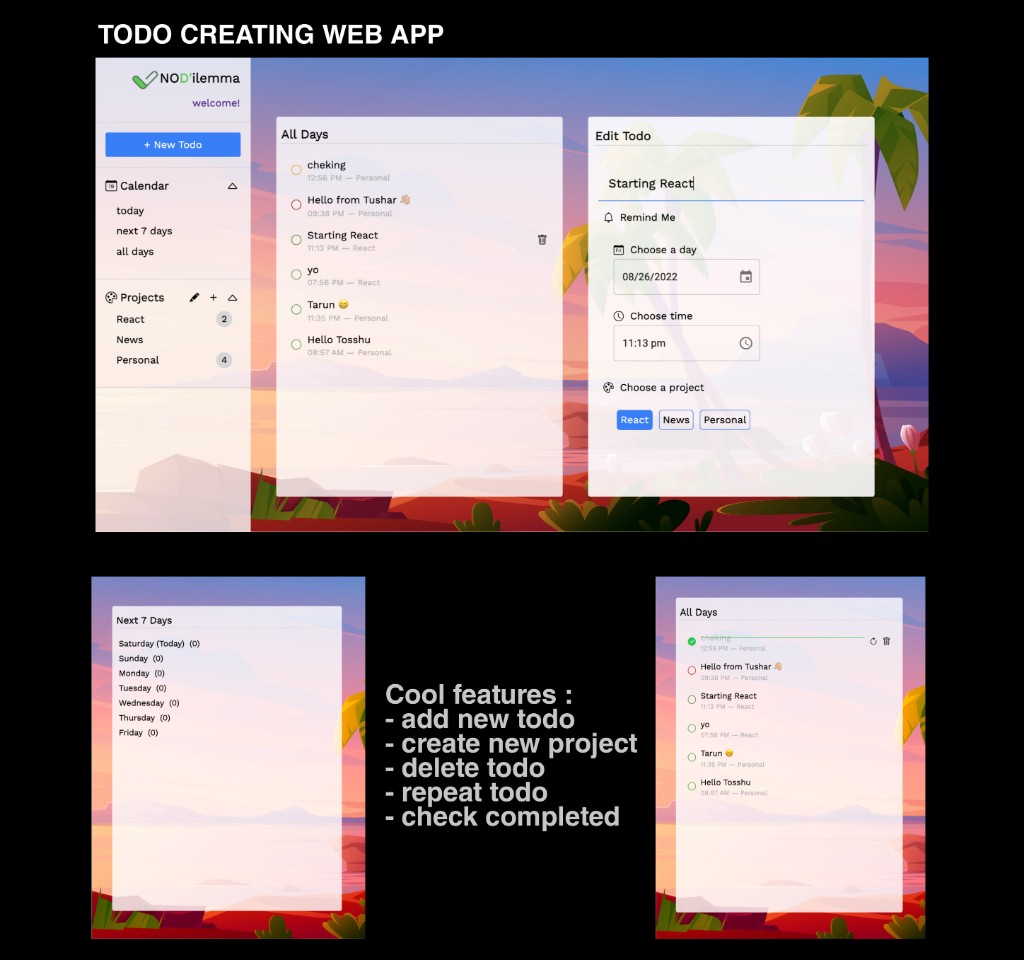 TODO CREATING WEB APP
NOD'ilemma
welcome!
+ New Todo
Calendar
today
next 7 days
all days
Projects +
React 2
News
Personal 4
All Days
cheking
12:56 PM — Personal
Hello from Tushar 👋🏼
09:38 PM — Personal
Starting React
11:13 PM — React
yo
07:56 PM — React
Tarun 😁
11:35 PM — Personal
Hello Tosshu
08:57 AM — Personal
Edit Todo
Starting React
Remind Me
Choose a day
08/26/2022
Choose time
11:13 pm
Choose a project
React News Personal
Next 7 Days
Saturday (Today) (0)
Sunday (0)
Monday (0)
Tuesday (0)
Wednesday (0)
Thursday (0)
Friday (0)
Cool features :
- add new todo
- create new project
- delete todo
- repeat todo
- check completed
All Days
cheking
12:56 PM — Personal
Hello from Tushar 👋🏼
09:38 PM — Personal
Starting React
11:13 PM — React
yo
07:56 PM — React
Tarun 😁
11:35 PM — Personal
Hello Tosshu
08:57 AM — Personal